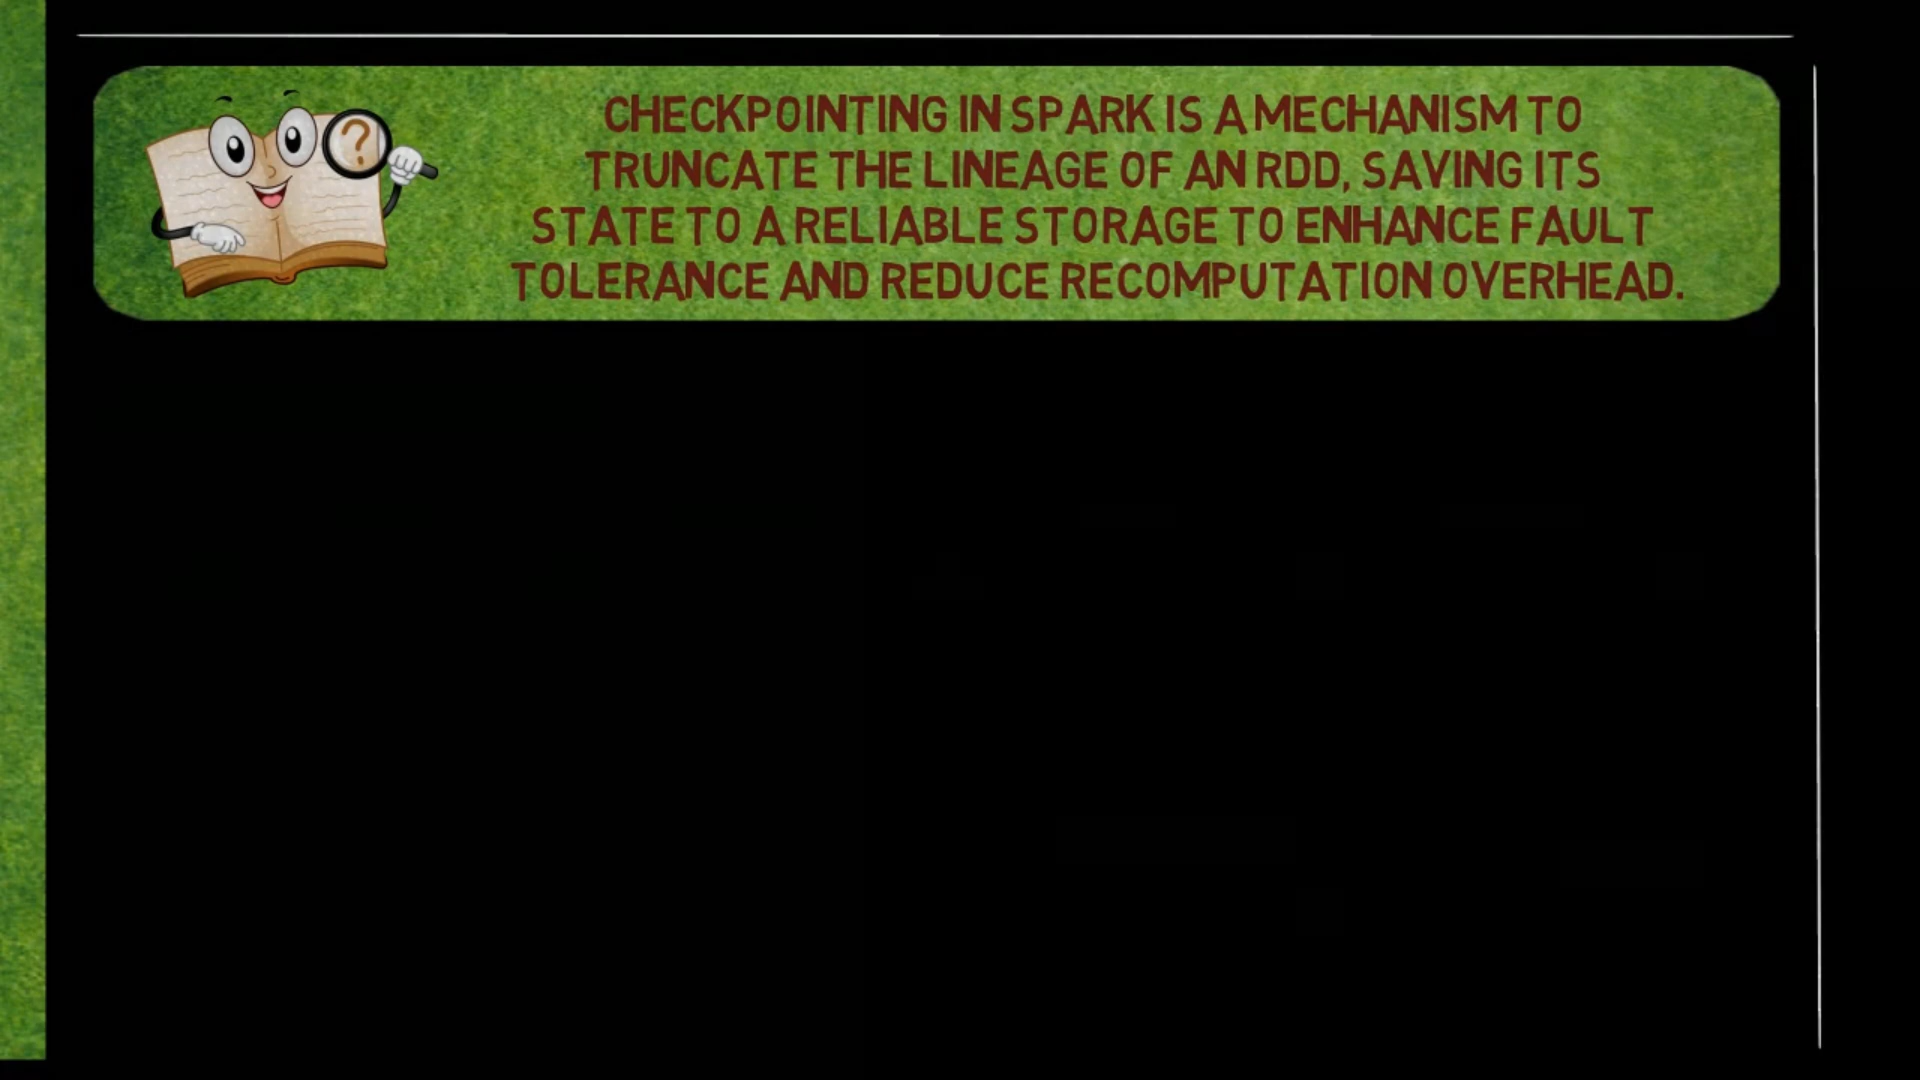 CHECKPOINTING IN SPARK IS A MECHANISM TO
TRUNCATE THE LINEAGE OF AN RDD, SAVING ITS
STATE TO A RELIABLE STORAGE TO ENHANCE FAULT
TOLERANCE AND REDUCE RECOMPUTATION OVERHEAD.
?